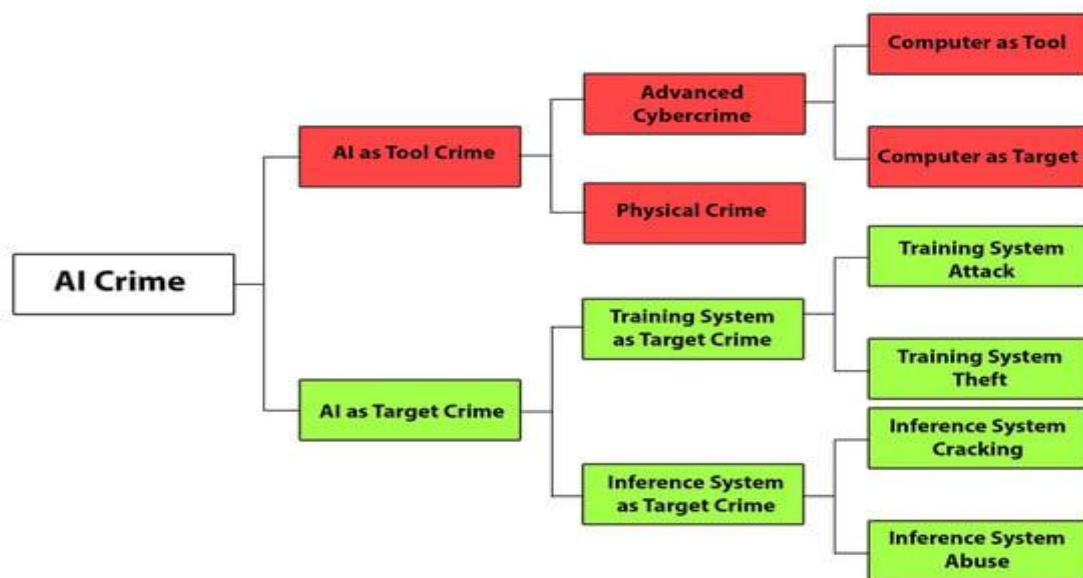 Computer as Tool
Advanced
Cybercrime
AI as Tool Crime
Computer as Target
Physical Crime
Training System
Attack
AI Crime
Training System
as Target Crime
Training System
Theft
AI as Target Crime
Inference System
Cracking
Inference System
as Target Crime
Inference System
Abuse